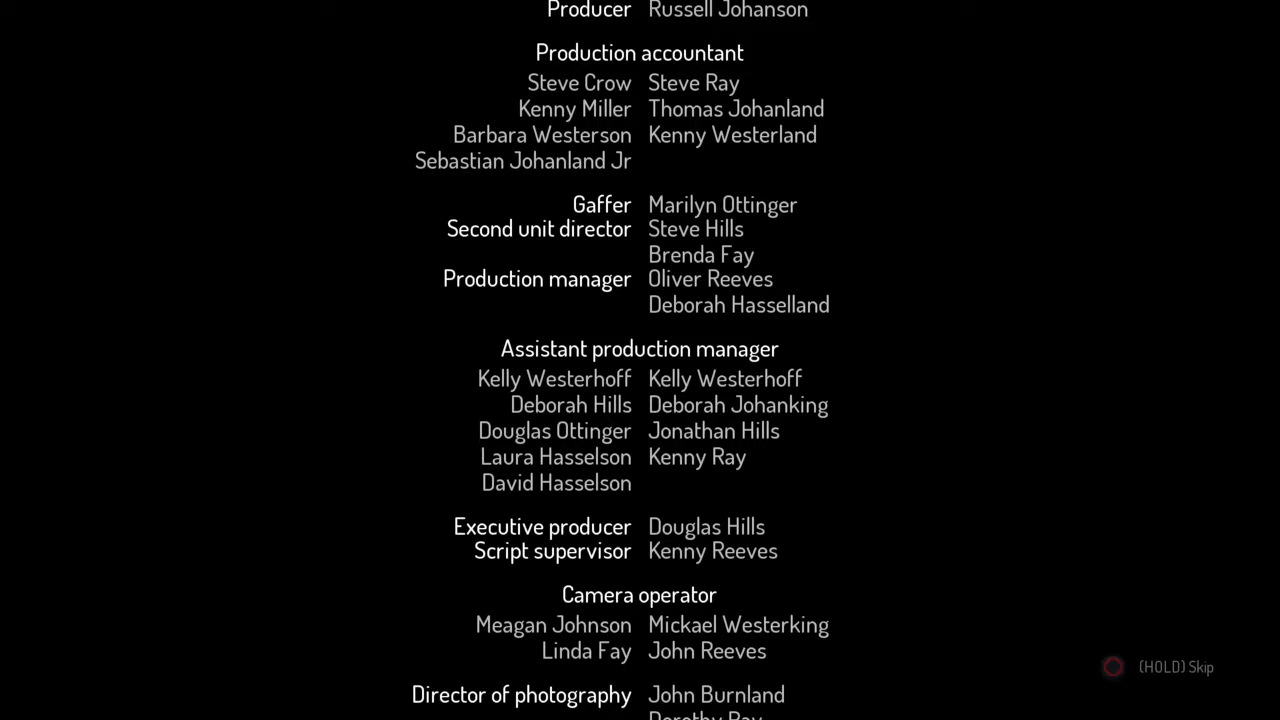 Producer Russell Johanson
Production accountant
Steve Crow Steve Ray
Kenny Miller Thomas Johanland
Barbara Westerson Kenny Westerland
Sebastian Johanland Jr
Gaffer Marilyn Ottinger
Second unit director Steve Hills
Brenda Fay
Production manager Oliver Reeves
Deborah Hasselland
Assistant production manager
Kelly Westerhoff Kelly Westerhoff
Deborah Hills Deborah Johanking
Douglas Ottinger Jonathan Hills
Laura Hasselson Kenny Ray
David Hasselson
Executive producer Douglas Hills
Script supervisor Kenny Reeves
Camera operator
Meagan Johnson Mickael Westerking
Linda Fay John Reeves
(HOLD) Skip
Director of photography John Burnland
Dorothy Ray